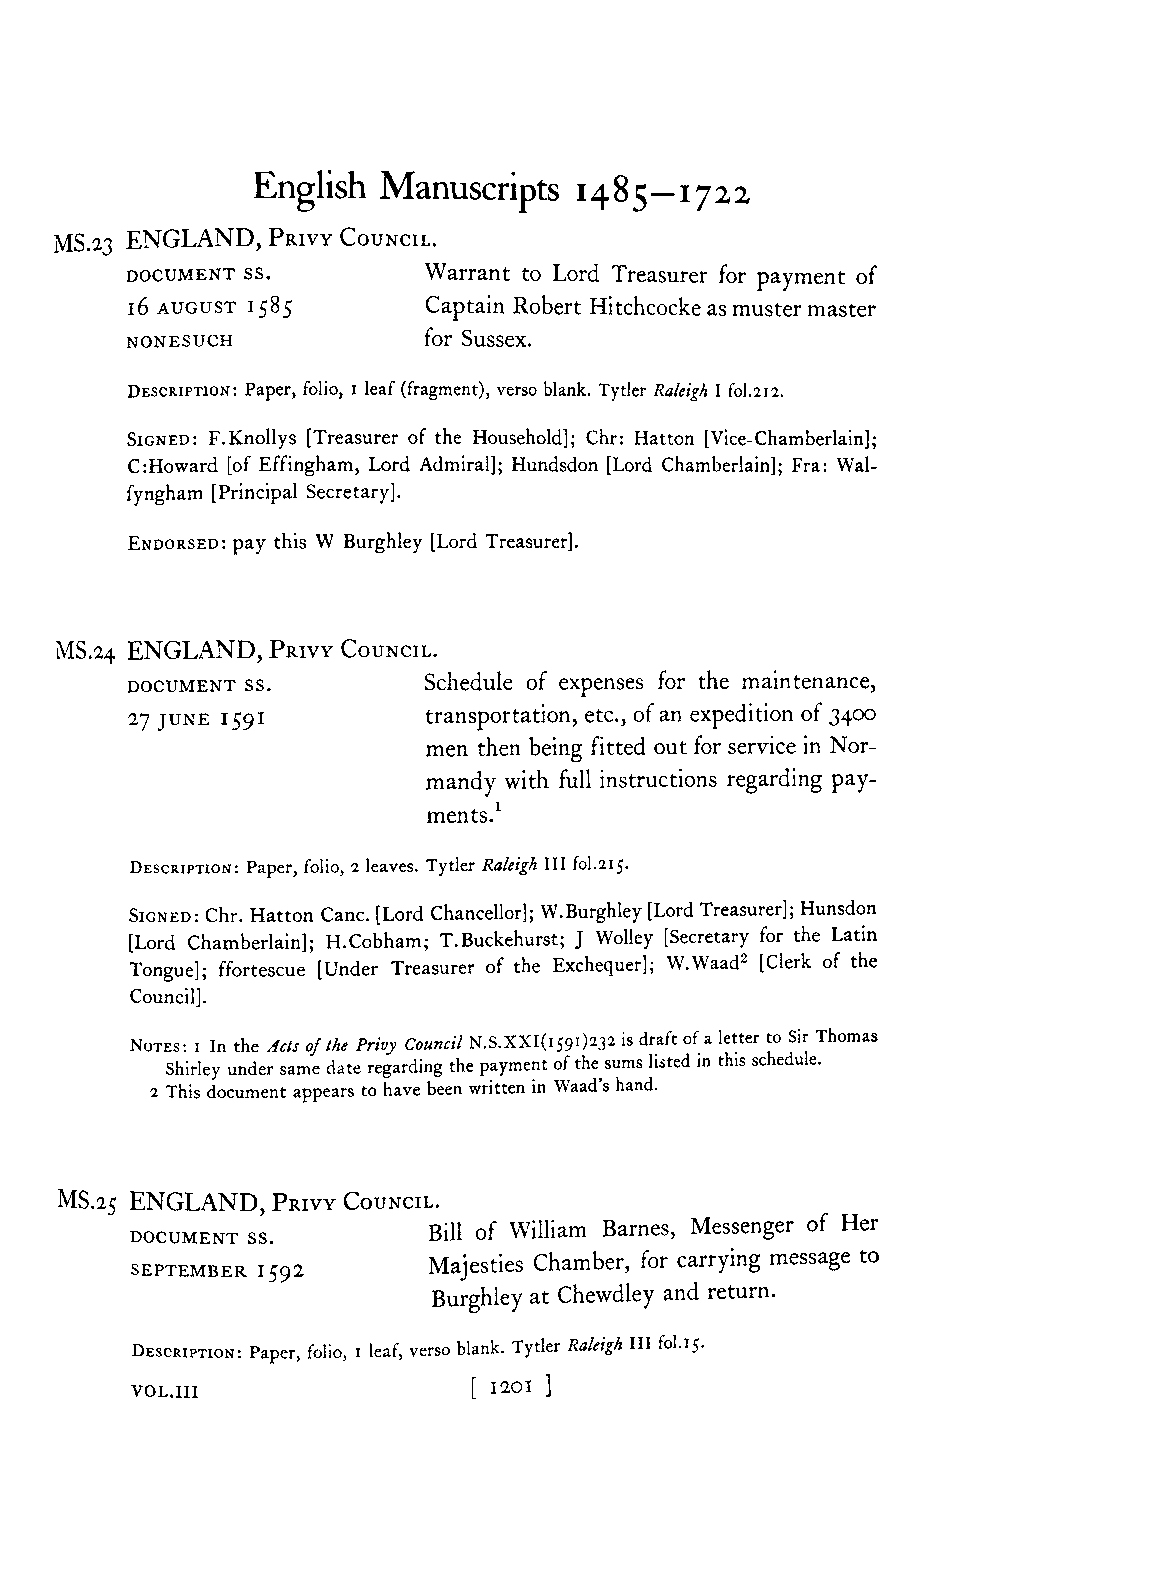 English Manuscripts 1485—1722
MS.23 ENGLAND, PRIVY COUNCIL.
DOCUMENT SS. Warrant to Lord Treasurer for payment of
16 AUGUST 1585 Captain Robert Hitchcocke as muster master
NONESUCH for Sussex.
DESCRIPTION: Paper, folio, 1 leaf (fragment), verso blank. Tytler Raleigh I fol.212.
SIGNED: F.Knollys [Treasurer of the Household]; Chr: Hatton [Vice-Chamberlain];
C:Howard [of Effingham, Lord Admiral]; Hundsdon [Lord Chamberlain]; Fra: Wal-
ſyngham [Principal Secretary].
ENDORSED: pay this W Burghley [Lord Treasurer].
MS.24 ENGLAND, PRIVY COUNCIL.
DOCUMENT SS. Schedule of expenses for the maintenance,
27 JUNE 1591 transportation, etc., of an expedition of 3400
men then being fitted out for service in Nor-
mandy with full instructions regarding pay-
ments.¹
DESCRIPTION: Paper, folio, 2 leaves. Tytler Raleigh III fol.215.
SIGNED: Chr. Hatton Canc. [Lord Chancellor]; W.Burghley [Lord Treasurer]; Hunsdon
[Lord Chamberlain]; H.Cobham; T.Buckehurst; J Wolley [Secretary for the Latin
Tongue]; ffortescue [Under Treasurer of the Exchequer]; W.Waad² [Clerk of the
Council].
NOTES: 1 In the Acts of the Privy Council N.S.XXI(1591)232 is draft of a letter to Sir Thomas
Shirley under same date regarding the payment of the sums listed in this schedule.
2 This document appears to have been written in Waad's hand.
MS.25 ENGLAND, PRIVY COUNCIL.
DOCUMENT SS. Bill of William Barnes, Messenger of Her
SEPTEMBER 1592 Majesties Chamber, for carrying message to
Burghley at Chewdley and return.
DESCRIPTION: Paper, folio, 1 leaf, verso blank. Tytler Raleigh III fol.15.
VOL.III [ 1201 ]